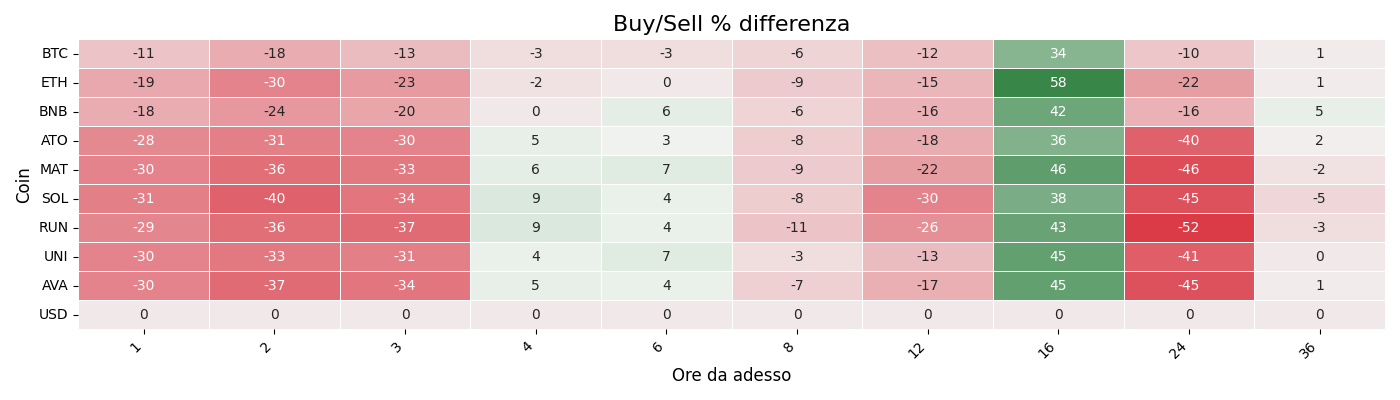 Buy/Sell % differenza
Coin
BTC -11 -18 -13 -3 -3 -6 -12 34 -10 1
ETH -19 -30 -23 -2 0 -9 -15 58 -22 1
BNB -18 -24 -20 0 6 -6 -16 42 -16 5
ATO -28 -31 -30 5 3 -8 -18 36 -40 2
MAT -30 -36 -33 6 7 -9 -22 46 -46 -2
SOL -31 -40 -34 9 4 -8 -30 38 -45 -5
RUN -29 -36 -37 9 4 -11 -26 43 -52 -3
UNI -30 -33 -31 4 7 -3 -13 45 -41 0
AVA -30 -37 -34 5 4 -7 -17 45 -45 1
USD 0 0 0 0 0 0 0 0 0 0
1 2 3 4 6 8 12 16 24 36
Ore da adesso